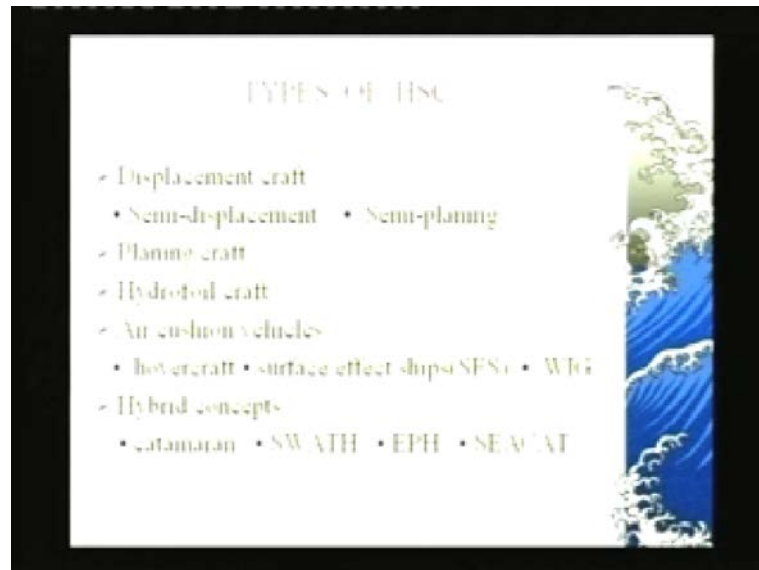 TYPES OF HSC
Displacement craft
• Semi-displacement • Semi-planing
Planing craft
Hydrofoil craft
Air cushion vehicles
• hovercraft • surface effect ships(SES) • WIG
Hybrid concepts
• catamaran • SWATH • EPH • SEACAT